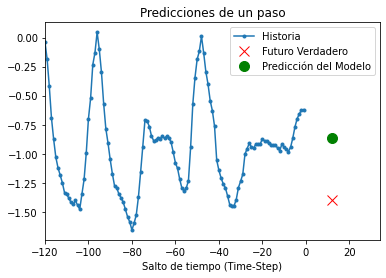 Predicciones de un paso
Historia
Futuro Verdadero
Predicción del Modelo
0.00
−0.25
−0.50
−0.75
−1.00
−1.25
−1.50
−120 −100 −80 −60 −40 −20 0 20
Salto de tiempo (Time-Step)